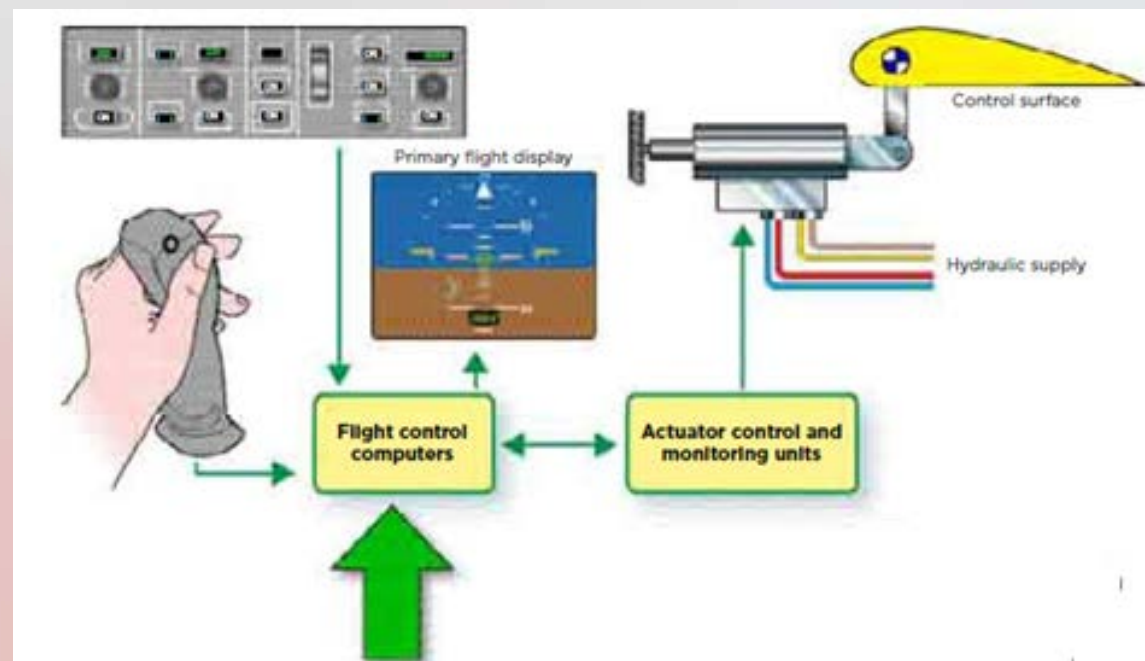 Primary flight display
Control surface
Hydraulic supply
Flight control
computers
Actuator control and
monitoring units